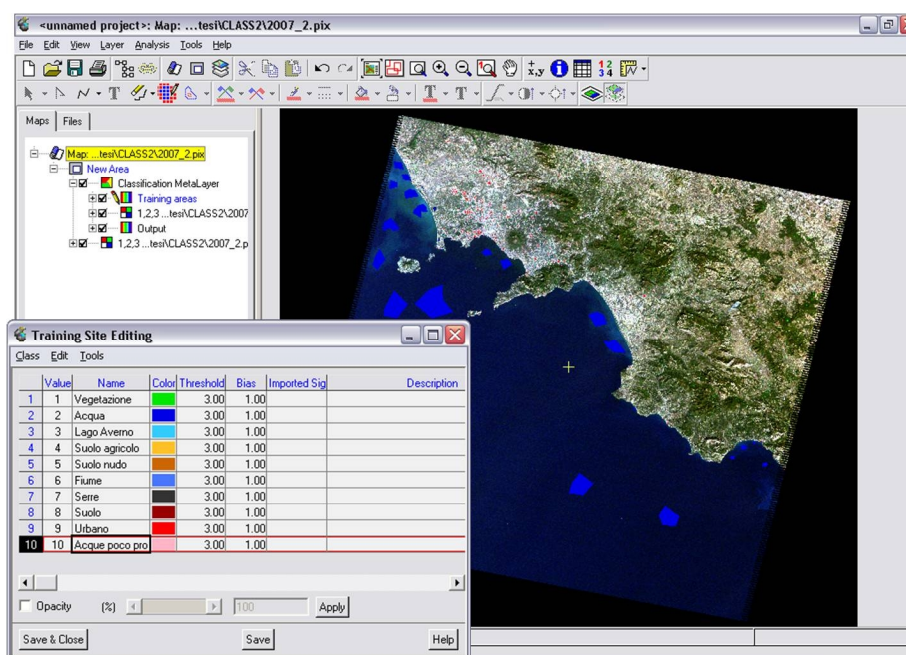 <unnamed project>: Map: ...tesi\CLASS2\2007_2.pix
File Edit View Layer Analysis Tools Help
Maps Files
Map: ...tesi\CLASS2\2007_2.pix
New Area
Classification MetaLayer
Training areas
1,2,3 ...tesi\CLASS2\2007
Output
1,2,3 ...tesi\CLASS2\2007_2.p
Training Site Editing
Class Edit Tools
Value Name Color Threshold Bias Imported Sig Description
1 1 Vegetazione 3.00 1.00
2 2 Acqua 3.00 1.00
3 3 Lago Averno 3.00 1.00
4 4 Suolo agricolo 3.00 1.00
5 5 Suolo nudo 3.00 1.00
6 6 Fiume 3.00 1.00
7 7 Serre 3.00 1.00
8 8 Suolo 3.00 1.00
9 9 Urbano 3.00 1.00
10 10 Acque poco pro 3.00 1.00
Opacity (%) 100 Apply
Save & Close Save Help